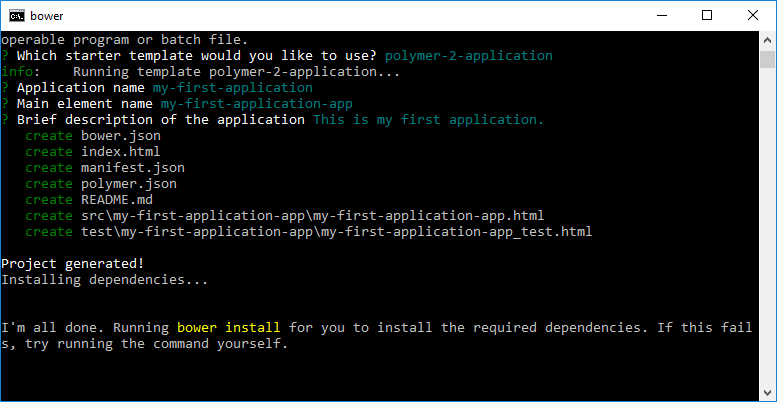 bower
operable program or batch file.
? Which starter template would you like to use? polymer-2-application
info:    Running template polymer-2-application...
? Application name my-first-application
? Main element name my-first-application-app
? Brief description of the application This is my first application.
   create bower.json
   create index.html
   create manifest.json
   create polymer.json
   create README.md
   create src\my-first-application-app\my-first-application-app.html
   create test\my-first-application-app\my-first-application-app_test.html
Project generated!
Installing dependencies...
I'm all done. Running bower install for you to install the required dependencies. If this fail
s, try running the command yourself.